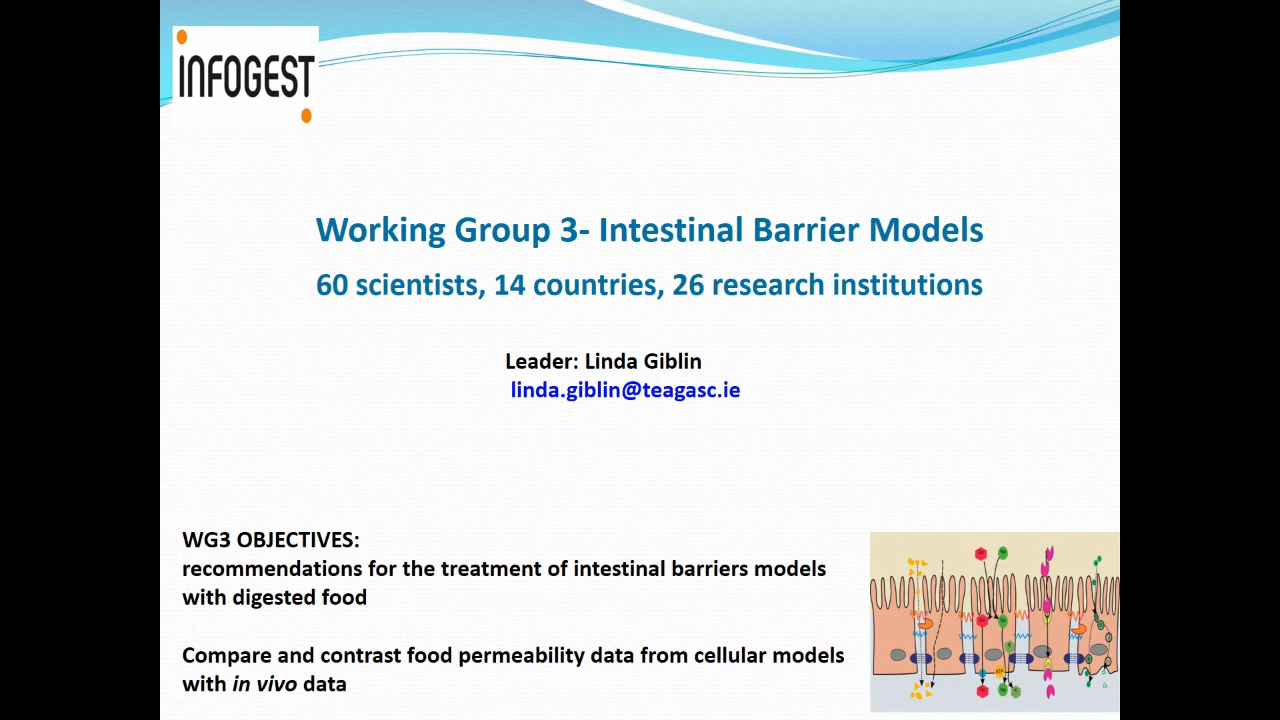 INFOGEST
Working Group 3- Intestinal Barrier Models
60 scientists, 14 countries, 26 research institutions
Leader: Linda Giblin
linda.giblin@teagasc.ie
WG3 OBJECTIVES:
recommendations for the treatment of intestinal barriers models
with digested food
Compare and contrast food permeability data from cellular models
with in vivo data